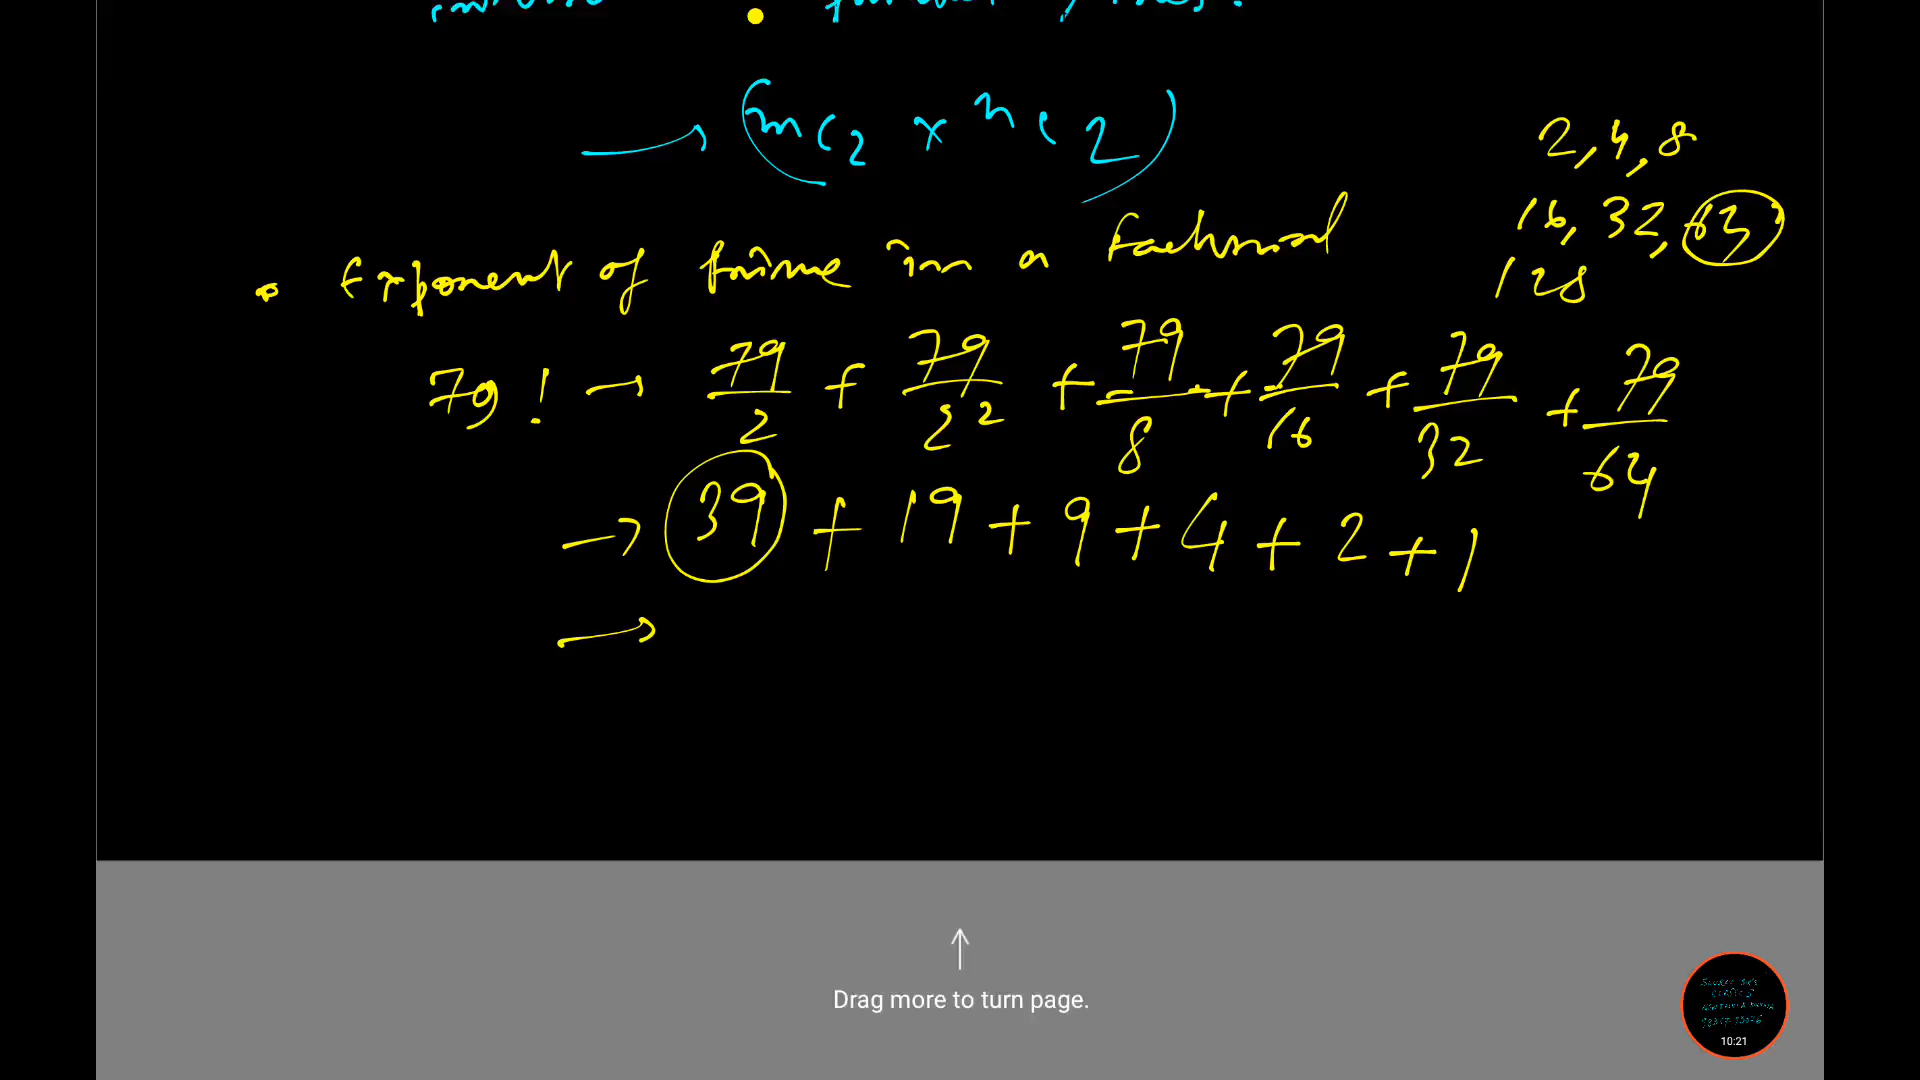 → (mC2 × nC2)
2, 4, 8
16, 32, 63
128
• Exponent of prime in a factorial
79! → 79/2 + 79/2² + 79/8 + 79/16 + 79/32 + 79/64
→ 39 + 19 + 9 + 4 + 2 + 1
→
↑
Drag more to turn page.
10:21